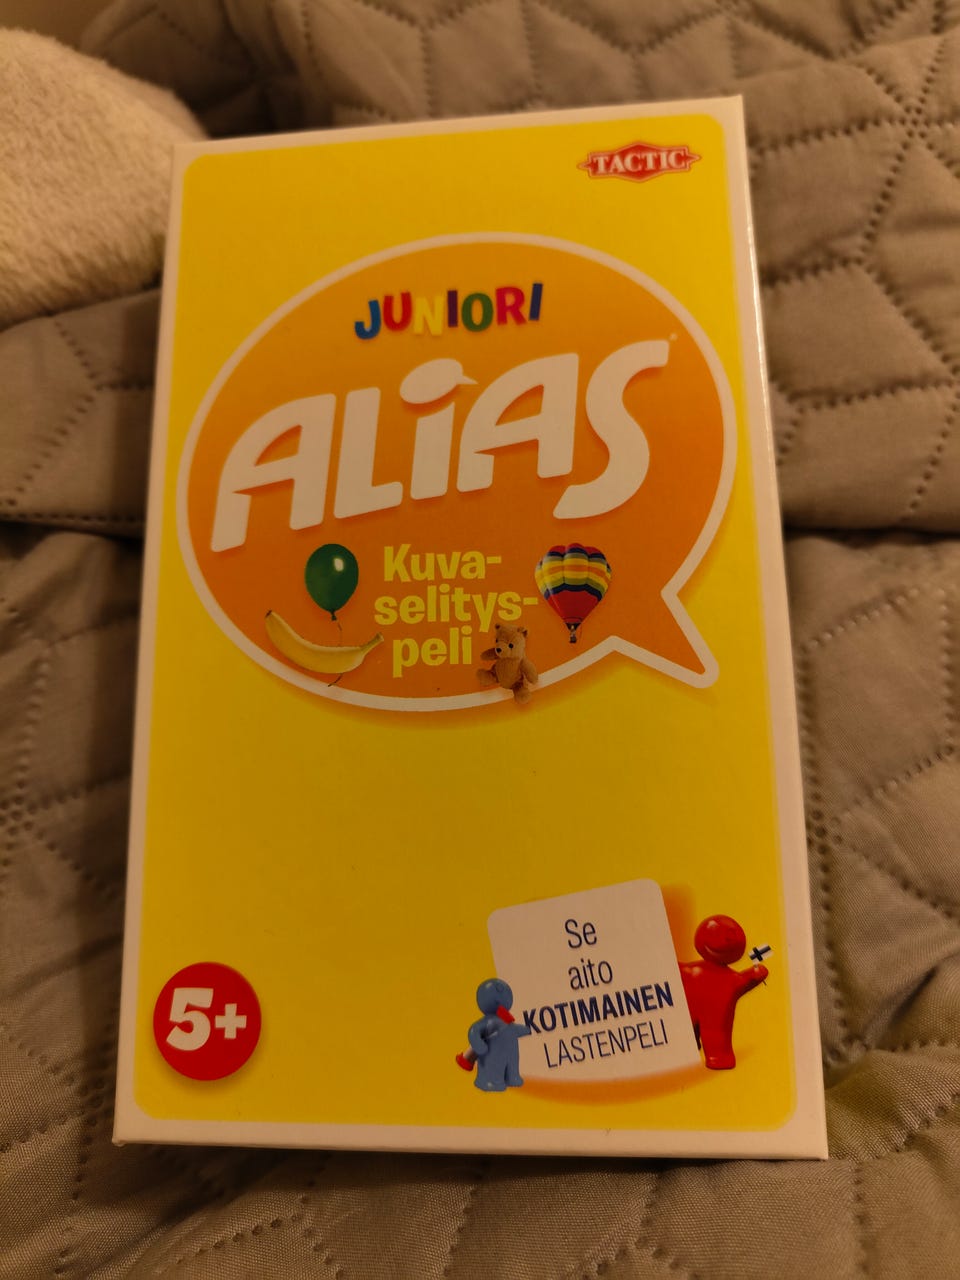 TACTIC
JUNIORI
ALiAS
Kuva-
selitys-
peli
5+
Se
aito
KOTIMAINEN
LASTENPELI